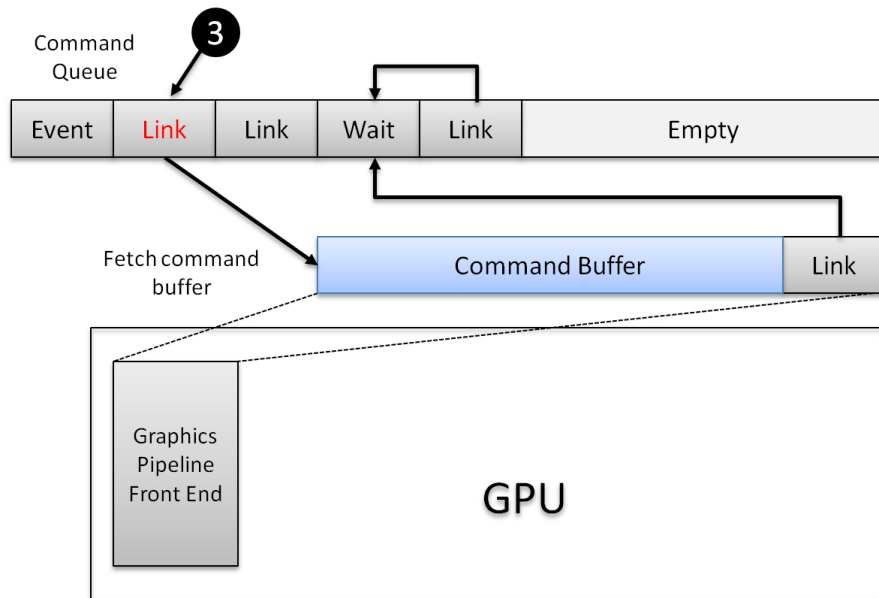 3
Command
Queue
Event Link Link Wait Link Empty
Fetch command
buffer
Command Buffer Link
Graphics
Pipeline
Front End
GPU